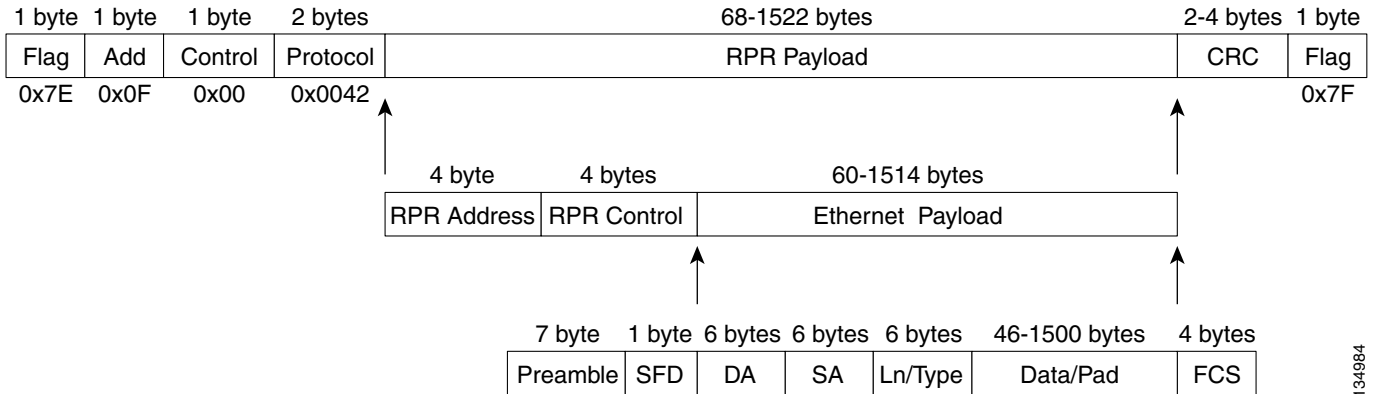 1 byte 1 byte 1 byte 2 bytes 68-1522 bytes 2-4 bytes 1 byte
Flag Add Control Protocol RPR Payload CRC Flag
0x7E 0x0F 0x00 0x0042 0x7F
4 byte 4 bytes 60-1514 bytes
RPR Address RPR Control Ethernet Payload
7 byte 1 byte 6 bytes 6 bytes 6 bytes 46-1500 bytes 4 bytes
Preamble SFD DA SA Ln/Type Data/Pad FCS
134984